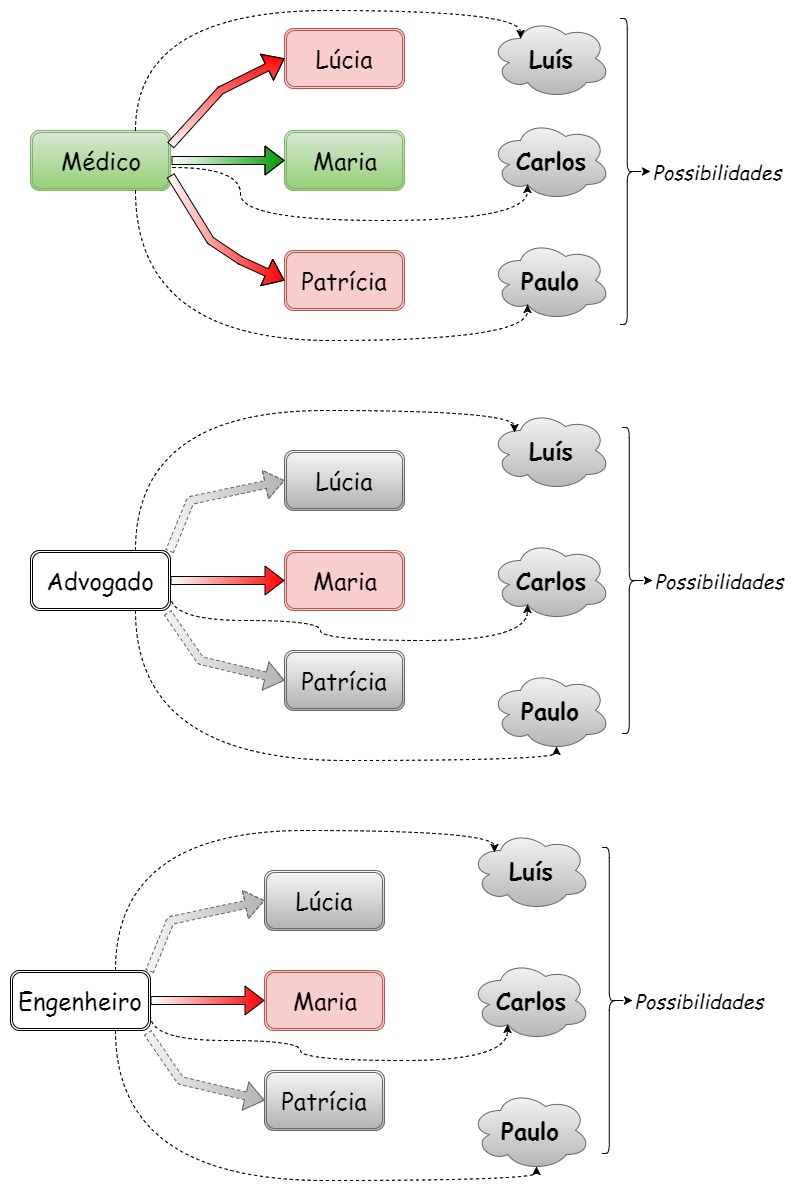 Lúcia
Luís
Médico
Maria
Carlos
Possibilidades
Patrícia
Paulo
Luís
Lúcia
Advogado
Maria
Carlos
Possibilidades
Patrícia
Paulo
Luís
Lúcia
Engenheiro
Maria
Carlos
Possibilidades
Patrícia
Paulo